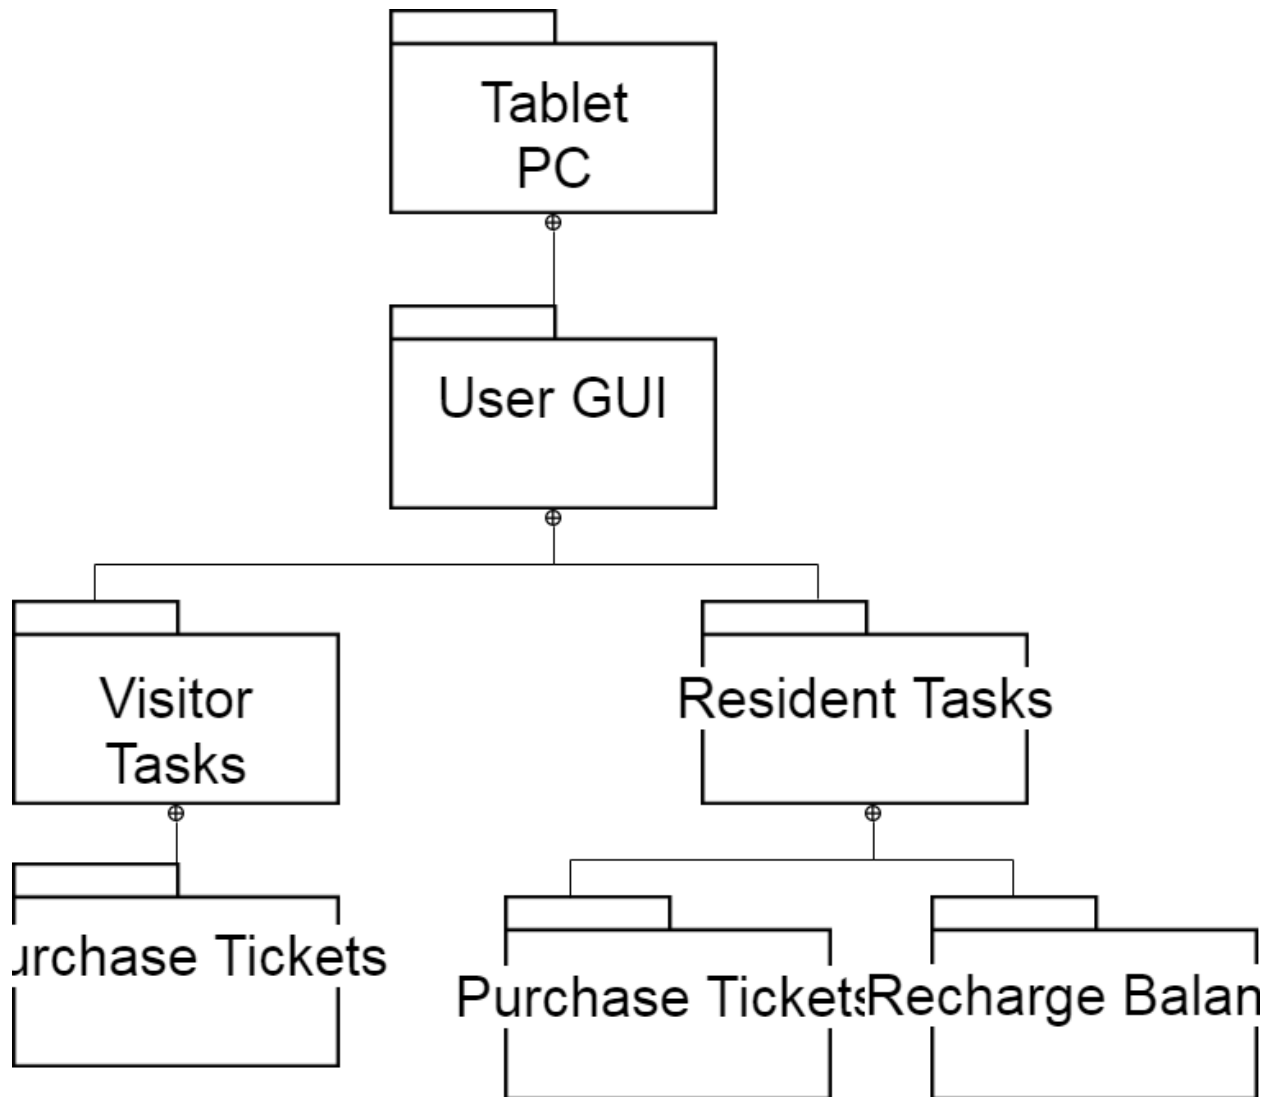 Tablet
PC
User GUI
Visitor
Tasks
Resident Tasks
urchase Tickets
Purchase Tickets
Recharge Balan